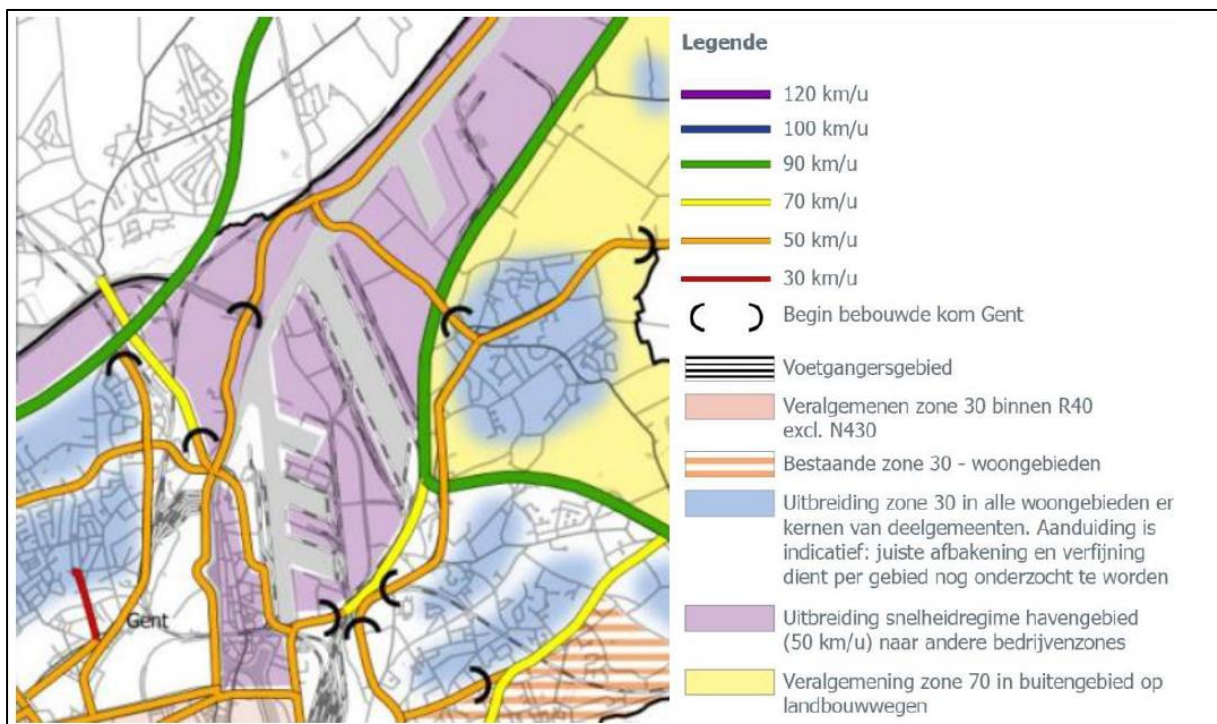 Legende
120 km/u
100 km/u
90 km/u
70 km/u
50 km/u
30 km/u
Begin bebouwde kom Gent
Voetgangersgebied
Veralgemenen zone 30 binnen R40
excl. N430
Bestaande zone 30 - woongebieden
Uitbreiding zone 30 in alle woongebieden er
kernen van deelgemeenten. Aanduiding is
indicatief: juiste afbakening en verfijning
dient per gebied nog onderzocht te worden
Uitbreiding snelheidregime havengebied
(50 km/u) naar andere bedrijvenzones
Veralgemening zone 70 in buitengebied op
landbouwwegen
Gent